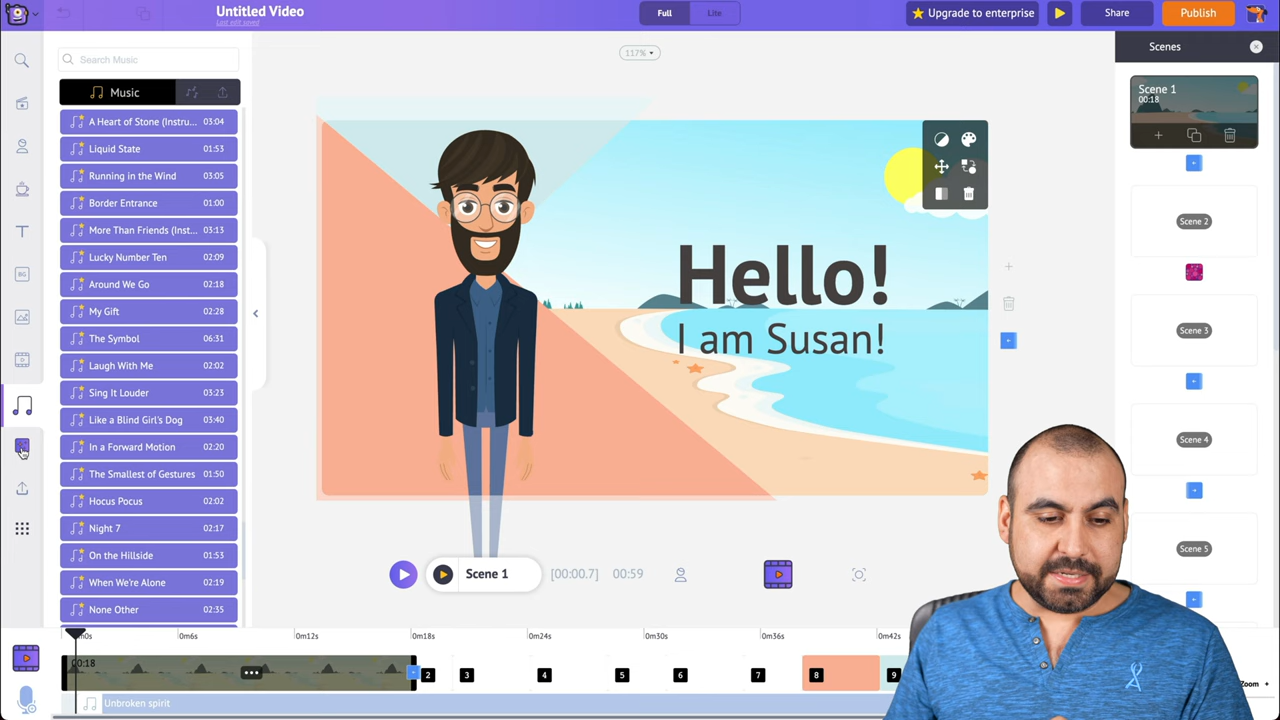 Untitled Video
Last edit saved
Full
Lite
Upgrade to enterprise
Share
Publish
Search Music
Music
A Heart of Stone (Instru... 03:04
Liquid State 01:53
Running in the Wind 03:05
Border Entrance 01:00
More Than Friends (Inst... 03:13
Lucky Number Ten 02:09
Around We Go 02:18
My Gift 02:28
The Symbol 06:31
Laugh With Me 02:02
Sing It Louder 03:23
Like a Blind Girl's Dog 03:40
In a Forward Motion 02:20
The Smallest of Gestures 01:50
Hocus Pocus 02:02
Night 7 02:17
On the Hillside 01:53
When We're Alone 02:19
None Other 02:35
T
BG
117%
Hello!
I am Susan!
Scene 1
[00:00.7]
00:59
Scenes
Scene 1
00:18
Scene 2
Scene 3
Scene 4
Scene 5
0m6s
0m12s
0m18s
0m24s
0m30s
0m36s
0m42s
00:18
2
3
4
5
6
7
8
9
Unbroken spirit
Zoom +